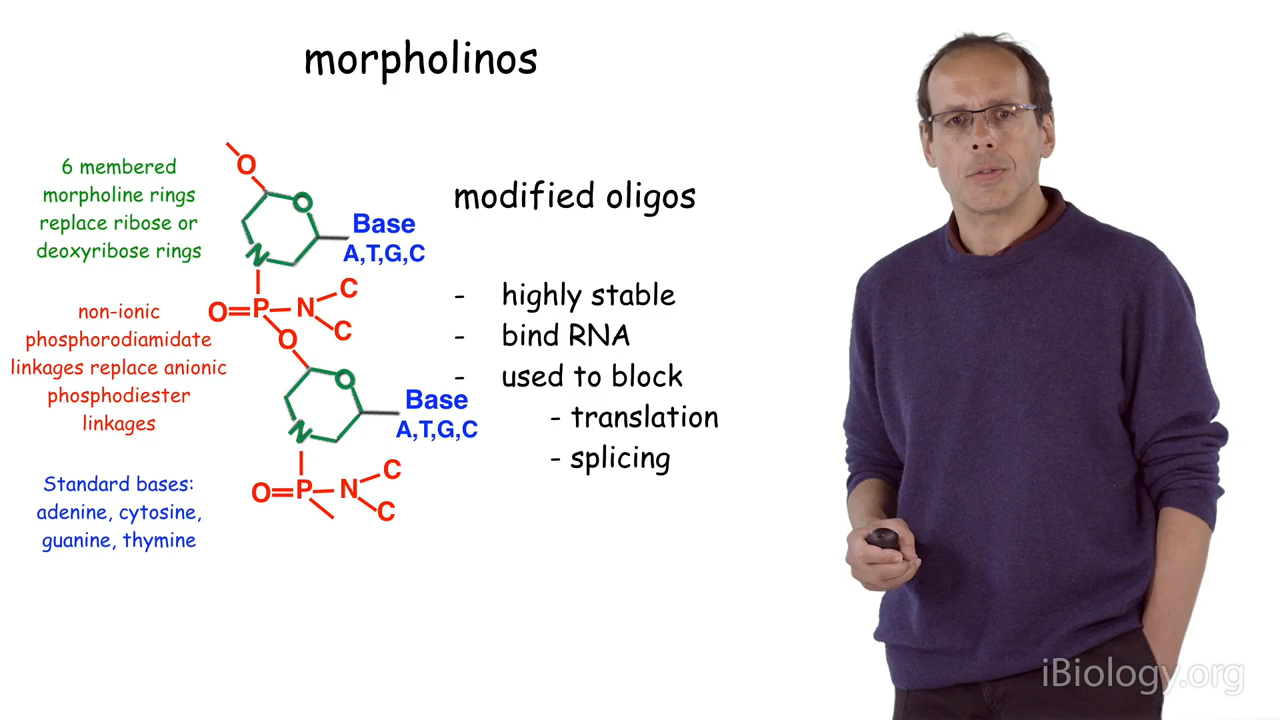 morpholinos
6 membered
morpholine rings
replace ribose or
deoxyribose rings
non-ionic
phosphorodiamidate
linkages replace anionic
phosphodiester
linkages
Standard bases:
adenine, cytosine,
guanine, thymine
O
O
Base
A,T,G,C
N
O=P-N
C
C
O
O
Base
A,T,G,C
N
O=P-N
C
C
modified oligos
- highly stable
- bind RNA
- used to block
- translation
- splicing
iBiology.org